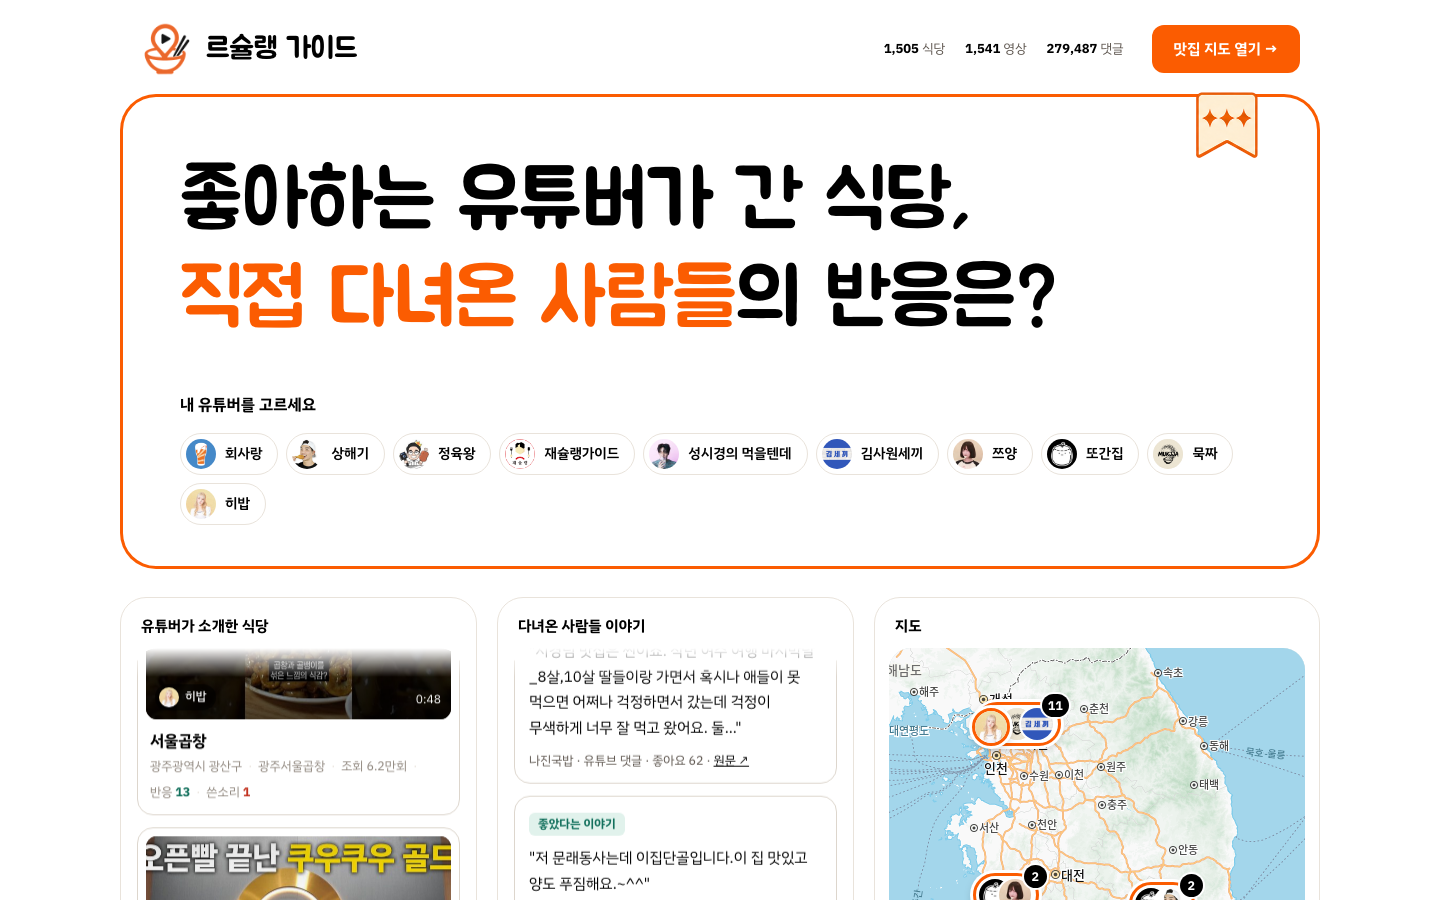 르슐랭 가이드
1,505 식당 1,541 영상 279,487 댓글
맛집 지도 열기 →
좋아하는 유튜버가 간 식당,
직접 다녀온 사람들의 반응은?
내 유튜버를 고르세요
회사랑 상해기 정육왕 재슐랭가이드 성시경의 먹을텐데 김사원세끼 쯔양 또간집 묵짜
히밥
유튜버가 소개한 식당
곱창과 골뱅이를
섞은 느낌의 식감?
히밥
0:48
서울곱창
광주광역시 광산구 · 광주서울곱창 · 조회 6.2만회 ·
반응 13 · 쓴소리 1
오픈빨 끝난 쿠우쿠우 골드
다녀온 사람들 이야기
_8살,10살 딸들이랑 가면서 혹시나 애들이 못
먹으면 어쩌나 걱정하면서 갔는데 걱정이
무색하게 너무 잘 먹고 왔어요. 둘..."
나진국밥 · 유튜브 댓글 · 좋아요 62 · 원문 ↗
좋았다는 이야기
"저 문래동사는데 이집단골입니다.이 집 맛있고
양도 푸짐해요.~^^"
지도
해남도
속초
해주
개성
11
춘천
김세끼
강릉
대연평도
동해
묵호-울릉
인천
수원
이천
원주
태백
충주
서산
천안
안동
2
대전
2